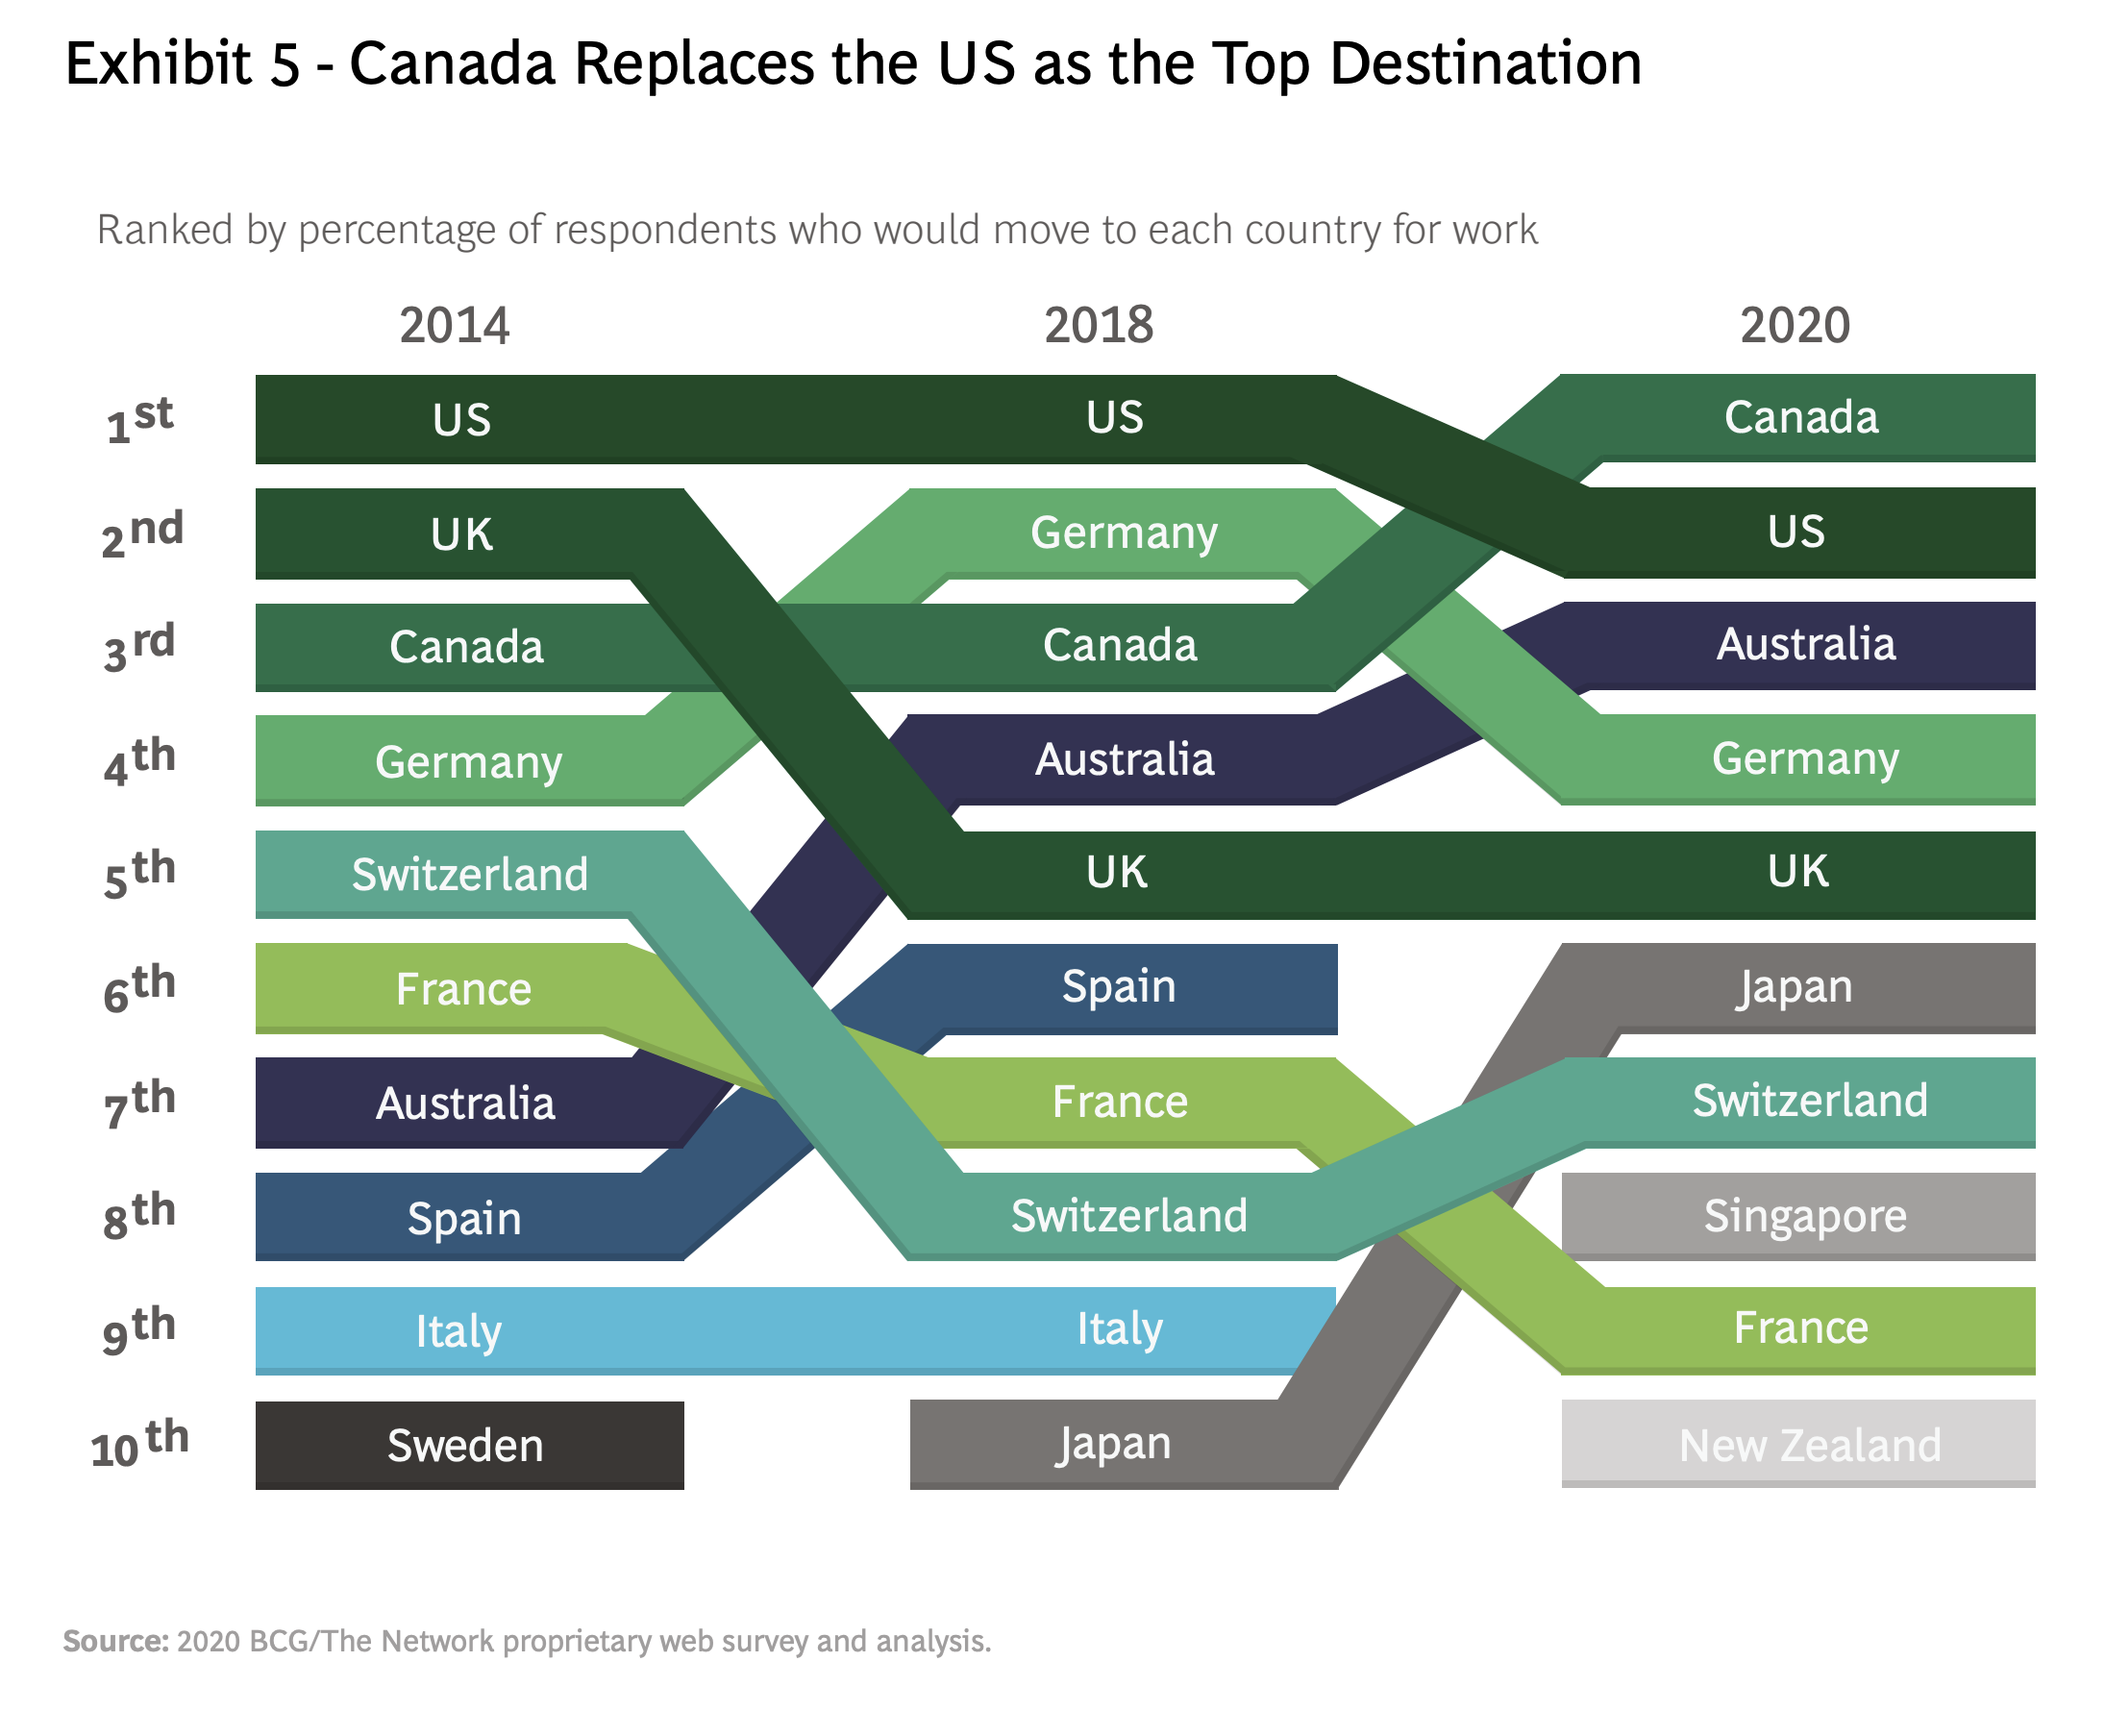 Exhibit 5 - Canada Replaces the US as the Top Destination
Ranked by percentage of respondents who would move to each country for work
2014 2018 2020
1st US US Canada
2nd UK Germany US
3rd Canada Canada Australia
4th Germany Australia Germany
5th Switzerland UK UK
6th France Spain Japan
7th Australia France Switzerland
8th Spain Switzerland Singapore
9th Italy Italy France
10th Sweden Japan New Zealand
Source: 2020 BCG/The Network proprietary web survey and analysis.